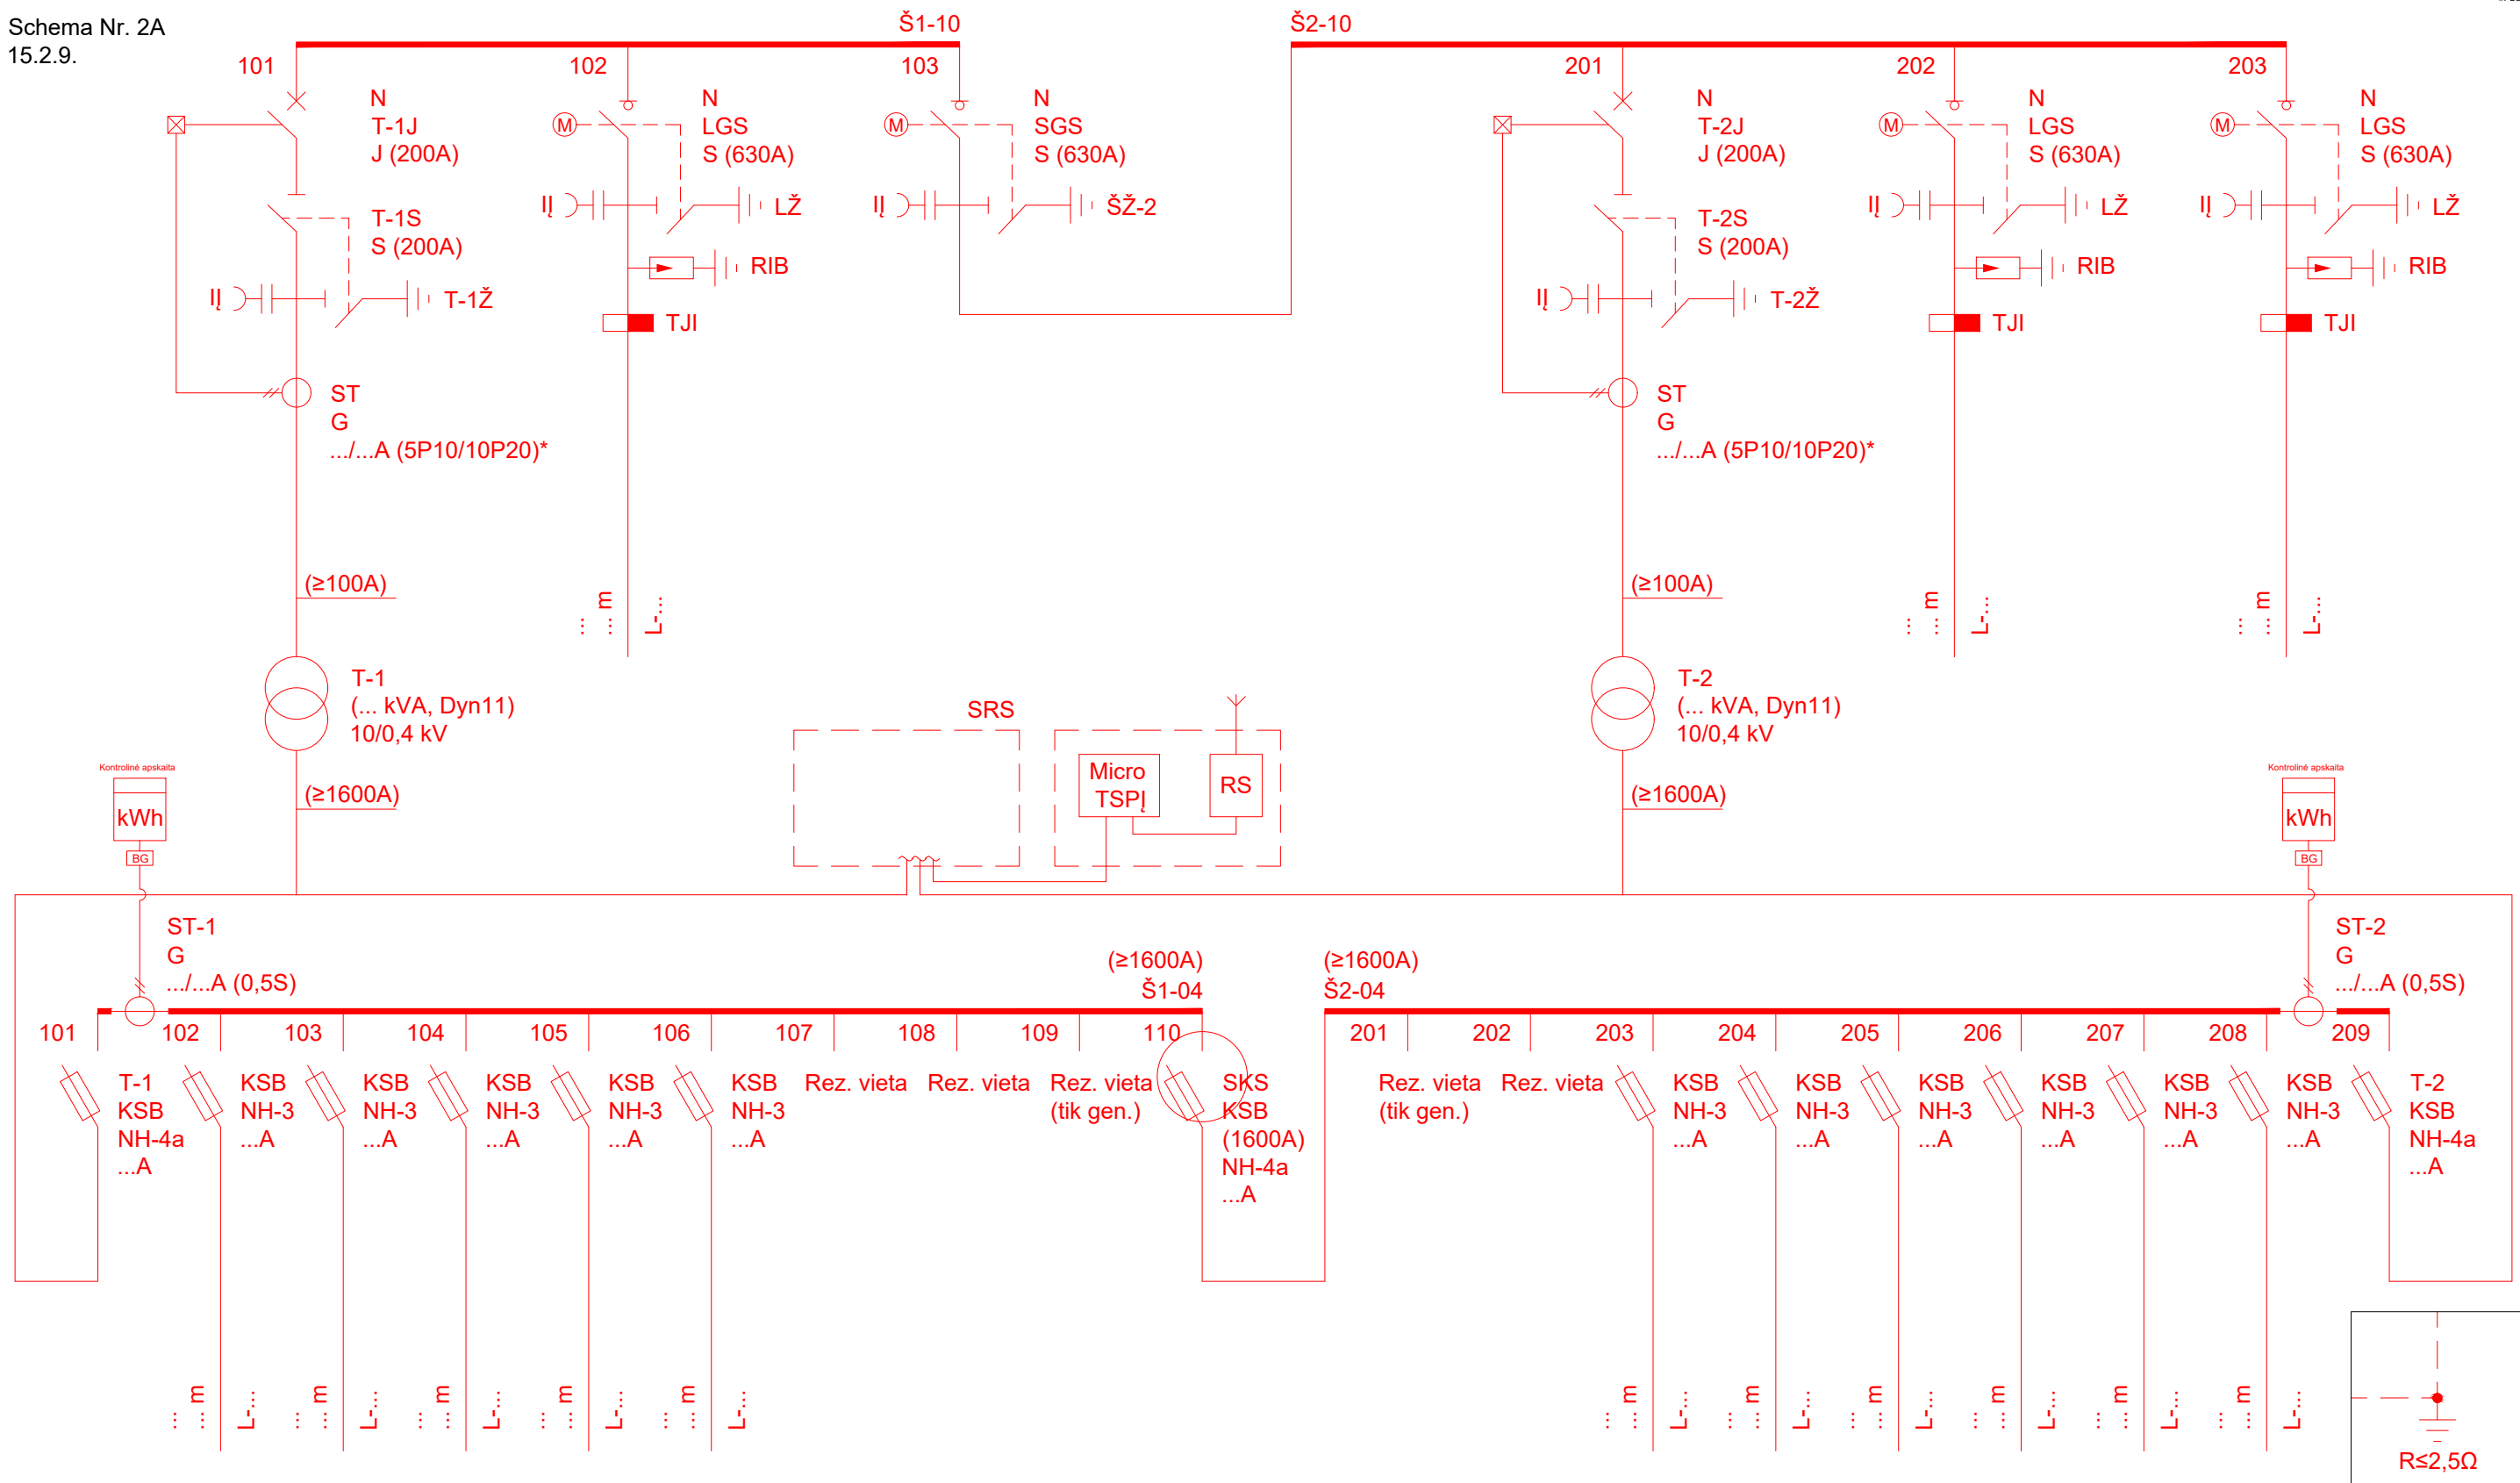 Schema Nr. 2A
15.2.9.
Š1-10
Š2-10
101
102
103
201
202
203
N
T-1J
J (200A)
T-1S
S (200A)
IĮ
T-1Ž
ST
G
.../...A (5P10/10P20)*
(≥100A)
T-1
(... kVA, Dyn11)
10/0,4 kV
(≥1600A)
M
N
LGS
S (630A)
IĮ
LŽ
RIB
TJI
...
... m
L-...
M
N
SGS
S (630A)
IĮ
ŠŽ-2
N
T-2J
J (200A)
T-2S
S (200A)
IĮ
T-2Ž
ST
G
.../...A (5P10/10P20)*
(≥100A)
T-2
(... kVA, Dyn11)
10/0,4 kV
(≥1600A)
M
N
LGS
S (630A)
IĮ
LŽ
RIB
TJI
...
... m
L-...
M
N
LGS
S (630A)
IĮ
LŽ
RIB
TJI
...
... m
L-...
SRS
Micro
TSPĮ
RS
Kontrolinė apskaita
kWh
BG
Kontrolinė apskaita
kWh
BG
ST-1
G
.../...A (0,5S)
(≥1600A)
Š1-04
(≥1600A)
Š2-04
ST-2
G
.../...A (0,5S)
101
102
103
104
105
106
107
108
109
110
201
202
203
204
205
206
207
208
209
T-1
KSB
NH-4a
...A
KSB
NH-3
...A
KSB
NH-3
...A
KSB
NH-3
...A
KSB
NH-3
...A
KSB
NH-3
...A
Rez. vieta
Rez. vieta
Rez. vieta
(tik gen.)
SKS
KSB
(1600A)
NH-4a
...A
Rez. vieta
(tik gen.)
Rez. vieta
KSB
NH-3
...A
KSB
NH-3
...A
KSB
NH-3
...A
KSB
NH-3
...A
KSB
NH-3
...A
KSB
NH-3
...A
T-2
KSB
NH-4a
...A
...
... m
L-...
...
... m
L-...
...
... m
L-...
...
... m
L-...
...
... m
L-...
...
... m
L-...
...
... m
L-...
...
... m
L-...
...
... m
L-...
...
... m
L-...
...
... m
L-...
R≤2,5Ω